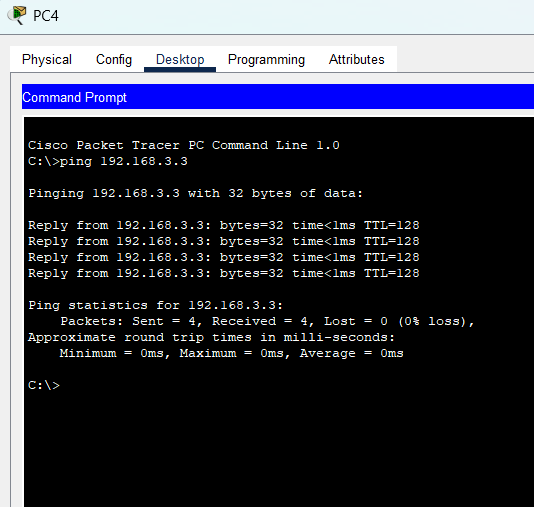 PC4
Physical Config Desktop Programming Attributes
Command Prompt
Cisco Packet Tracer PC Command Line 1.0
C:\>ping 192.168.3.3
Pinging 192.168.3.3 with 32 bytes of data:
Reply from 192.168.3.3: bytes=32 time<1ms TTL=128
Reply from 192.168.3.3: bytes=32 time<1ms TTL=128
Reply from 192.168.3.3: bytes=32 time<1ms TTL=128
Reply from 192.168.3.3: bytes=32 time<1ms TTL=128
Ping statistics for 192.168.3.3:
Packets: Sent = 4, Received = 4, Lost = 0 (0% loss),
Approximate round trip times in milli-seconds:
Minimum = 0ms, Maximum = 0ms, Average = 0ms
C:\>